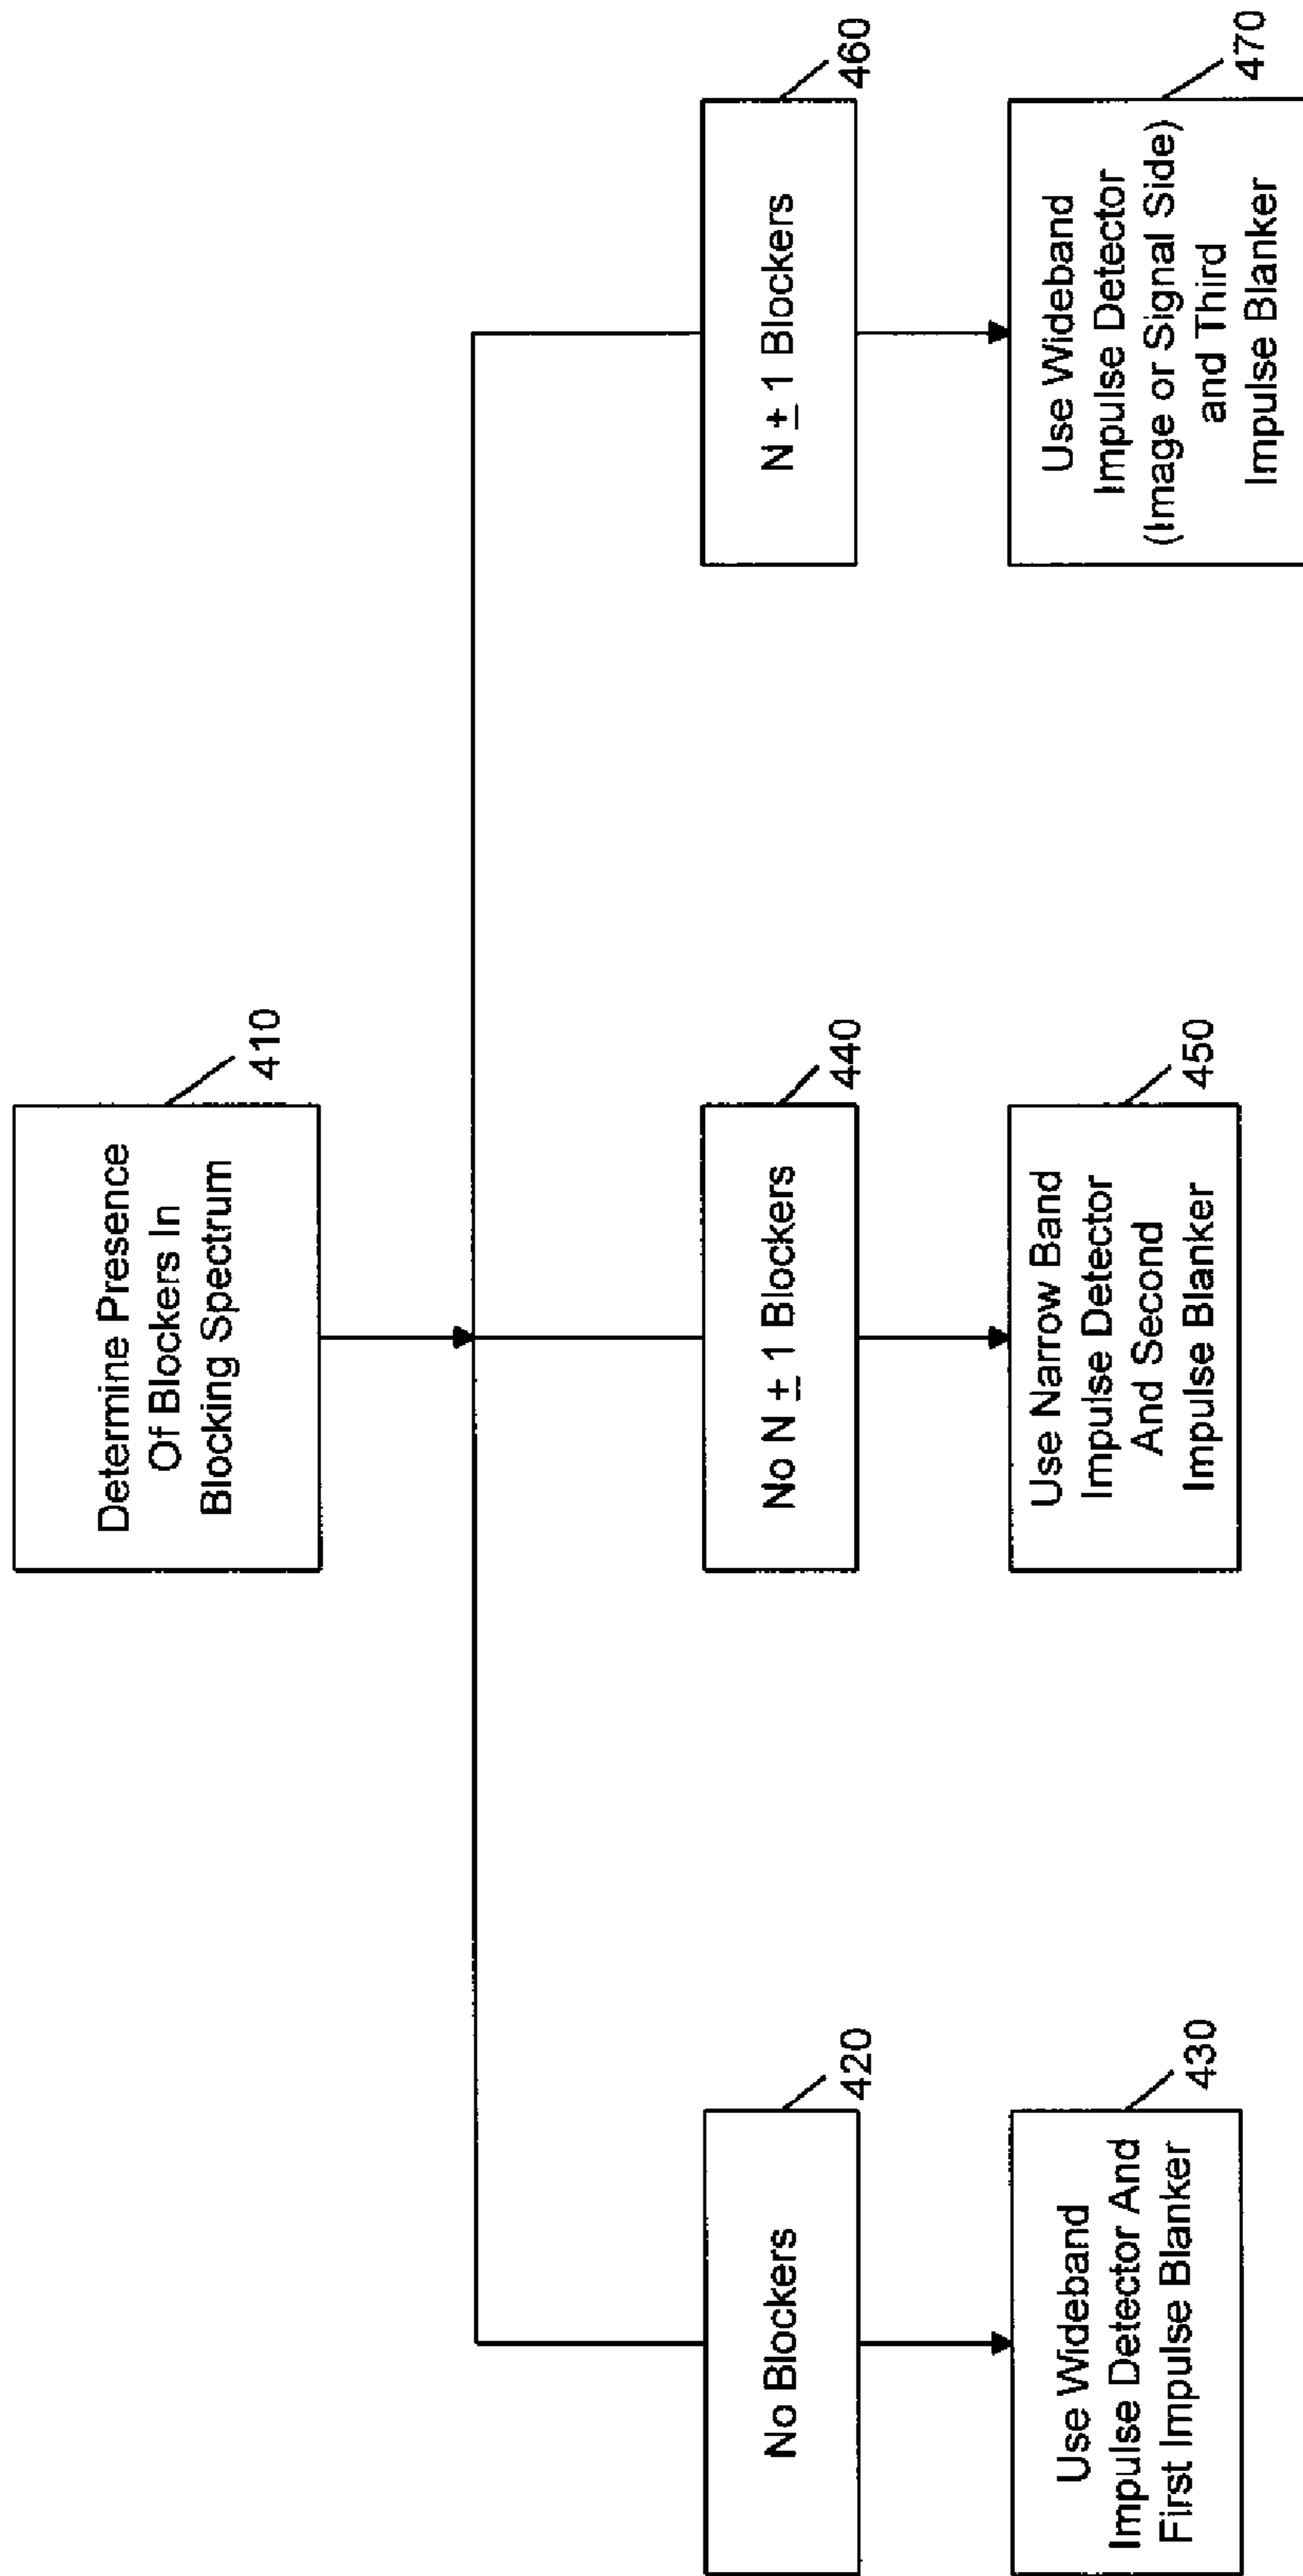 Determine Presence
Of Blockers In
Blocking Spectrum
410
No Blockers
420
Use Wideband
Impulse Detector And
First Impulse Blanker
430
No N ± 1 Blockers
440
Use Narrow Band
Impulse Detector
And Second
Impulse Blanker
450
N ± 1 Blockers
460
Use Wideband
Impulse Detector
(Image or Signal Side)
and Third
Impulse Blanker
470